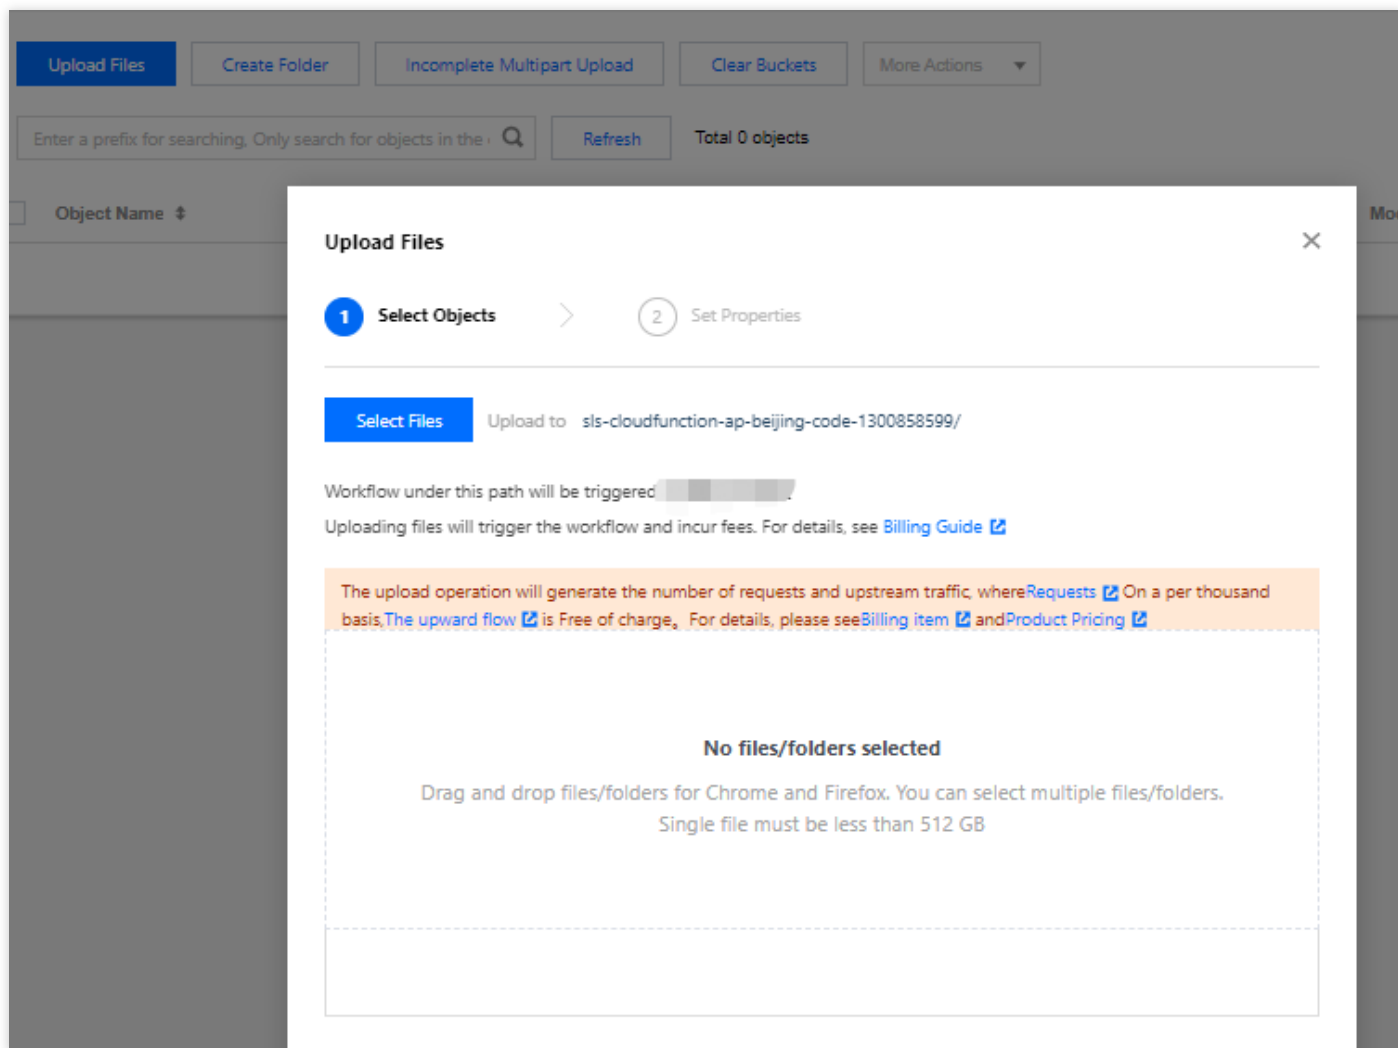 Upload Files Create Folder Incomplete Multipart Upload Clear Buckets More Actions
Enter a prefix for searching, Only search for objects in the Refresh Total 0 objects
Object Name
Upload Files
1 Select Objects 2 Set Properties
Select Files Upload to sls-cloudfunction-ap-beijing-code-1300858599/
Workflow under this path will be triggered
Uploading files will trigger the workflow and incur fees. For details, see Billing Guide
The upload operation will generate the number of requests and upstream traffic, whereRequests On a per thousand
basis,The upward flow is Free of charge。For details, please seeBilling item andProduct Pricing
No files/folders selected
Drag and drop files/folders for Chrome and Firefox. You can select multiple files/folders.
Single file must be less than 512 GB